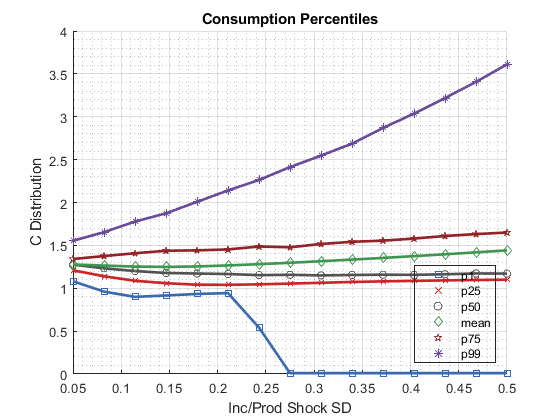 Consumption Percentiles
4
3.5
3
2.5
2
1.5
1
0.5
0
C Distribution
p25
p50
mean
p75
p99
0.05 0.1 0.15 0.2 0.25 0.3 0.35 0.4 0.45 0.5
Inc/Prod Shock SD